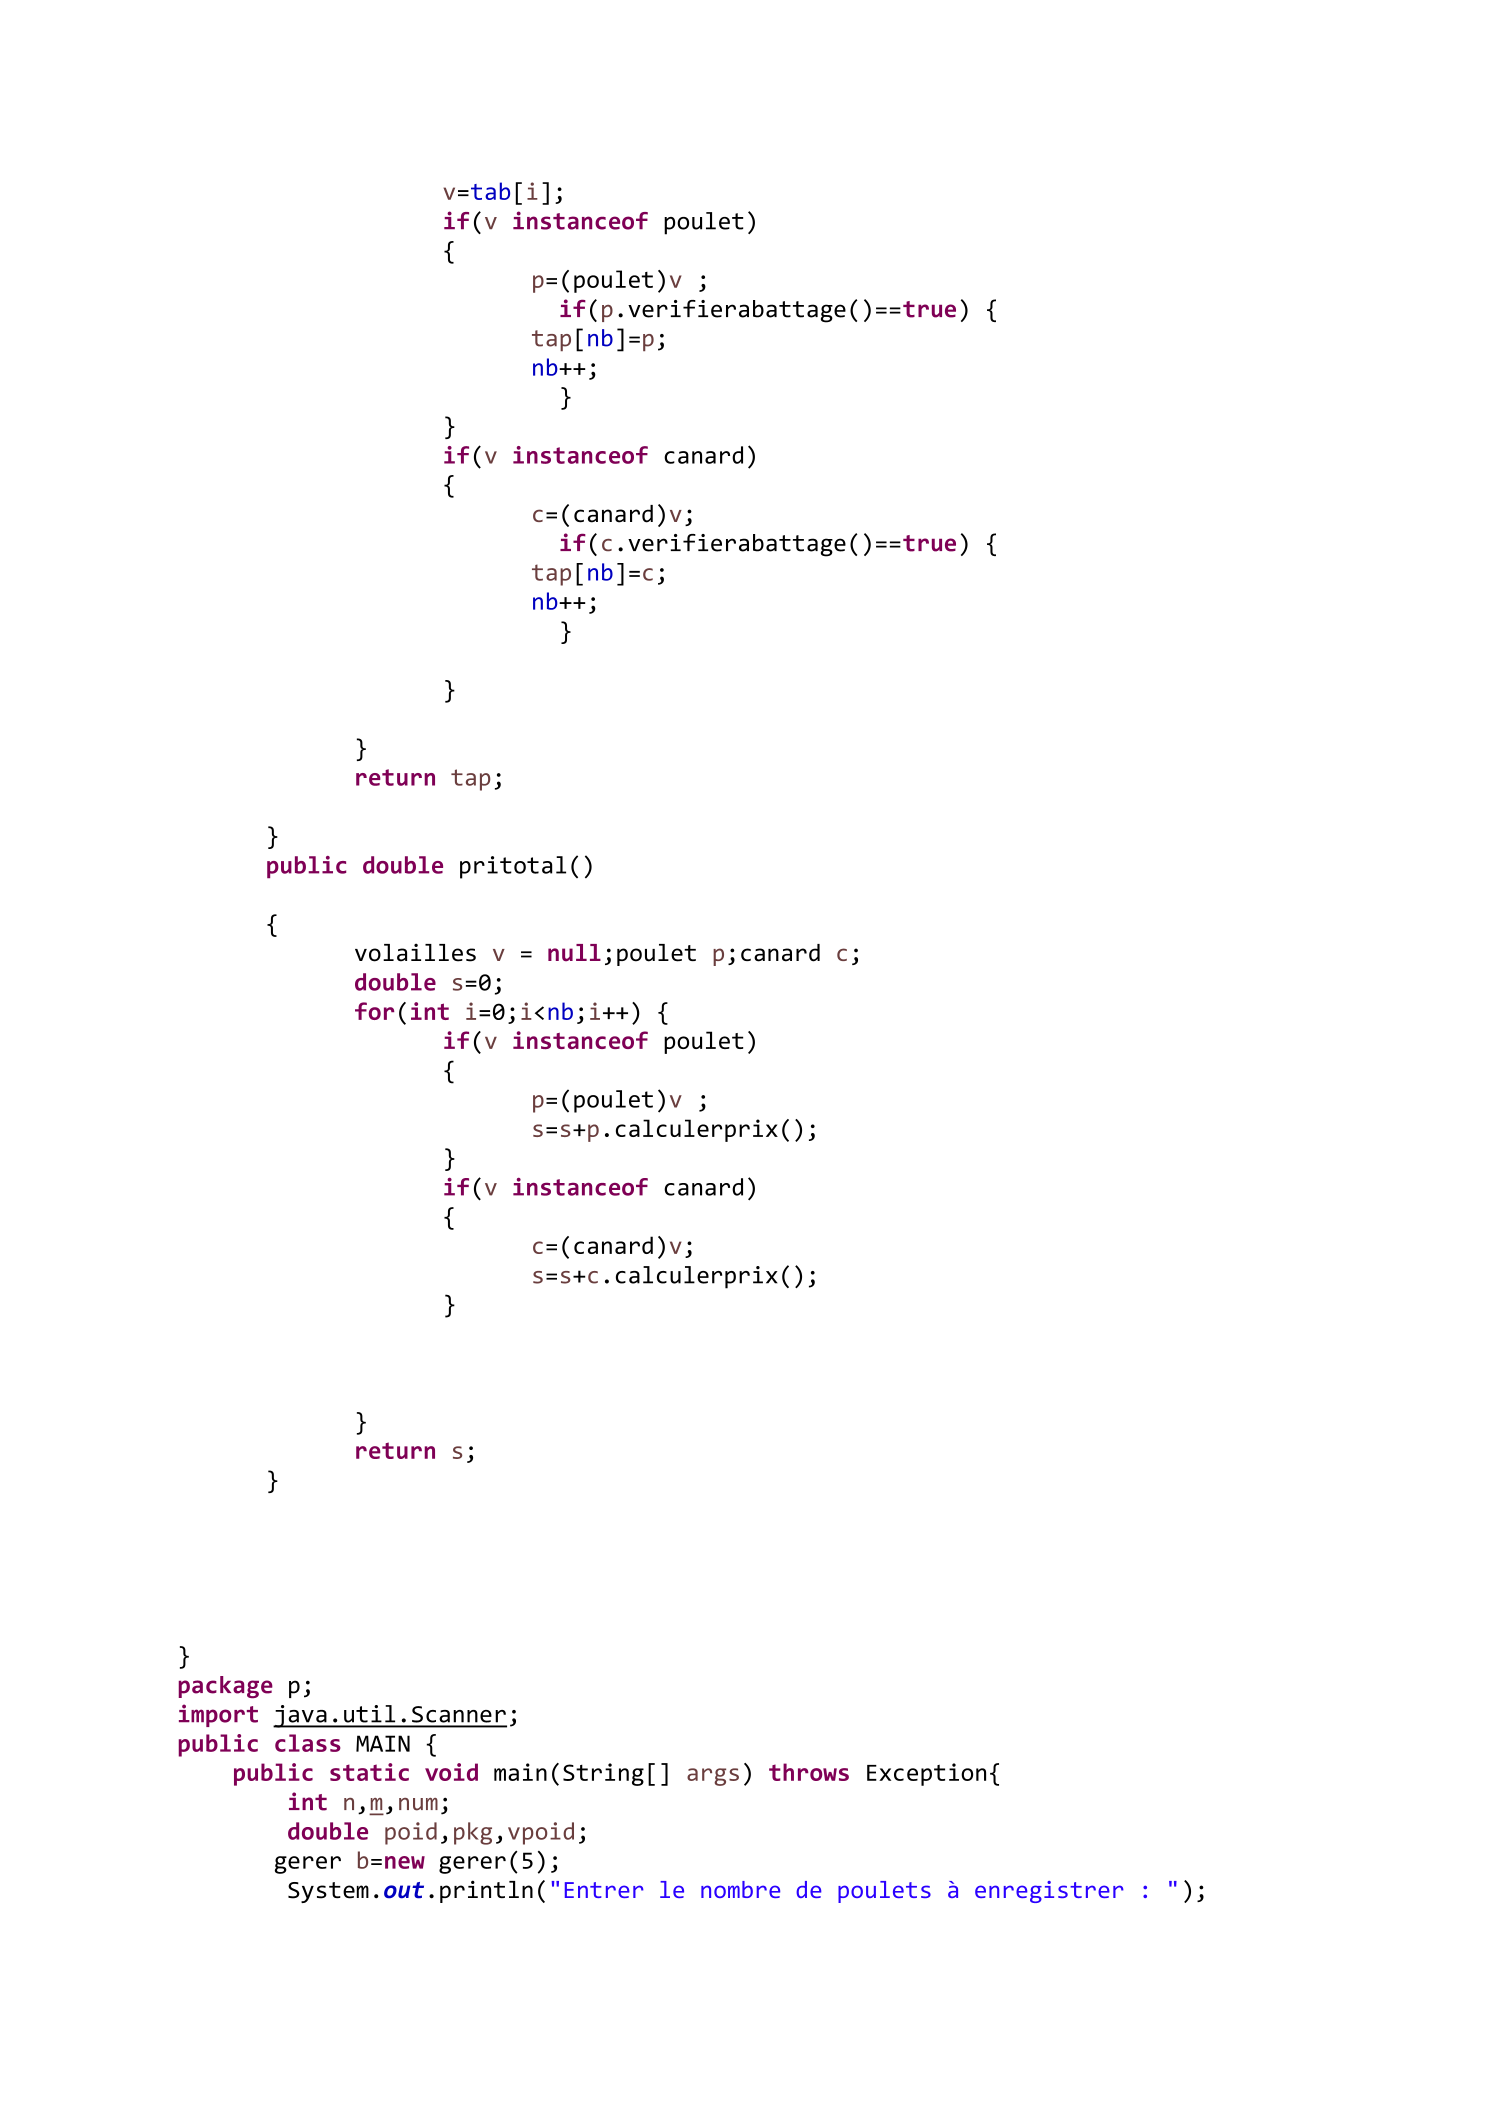 v=tab[i];
if(v instanceof poulet)
{
p=(poulet)v ;
if(p.verifierabattage()==true) {
tap[nb]=p;
nb++;
}
}
if(v instanceof canard)
{
c=(canard)v;
if(c.verifierabattage()==true) {
tap[nb]=c;
nb++;
}
}
}
return tap;
}
public double pritotal()
{
volailles v = null;poulet p;canard c;
double s=0;
for(int i=0;i<nb;i++) {
if(v instanceof poulet)
{
p=(poulet)v ;
s=s+p.calculerprix();
}
if(v instanceof canard)
{
c=(canard)v;
s=s+c.calculerprix();
}
}
return s;
}
}
package p;
import java.util.Scanner;
public class MAIN {
public static void main(String[] args) throws Exception{
int n,m,num;
double poid,pkg,vpoid;
gerer b=new gerer(5);
System.out.println("Entrer le nombre de poulets à enregistrer : ");